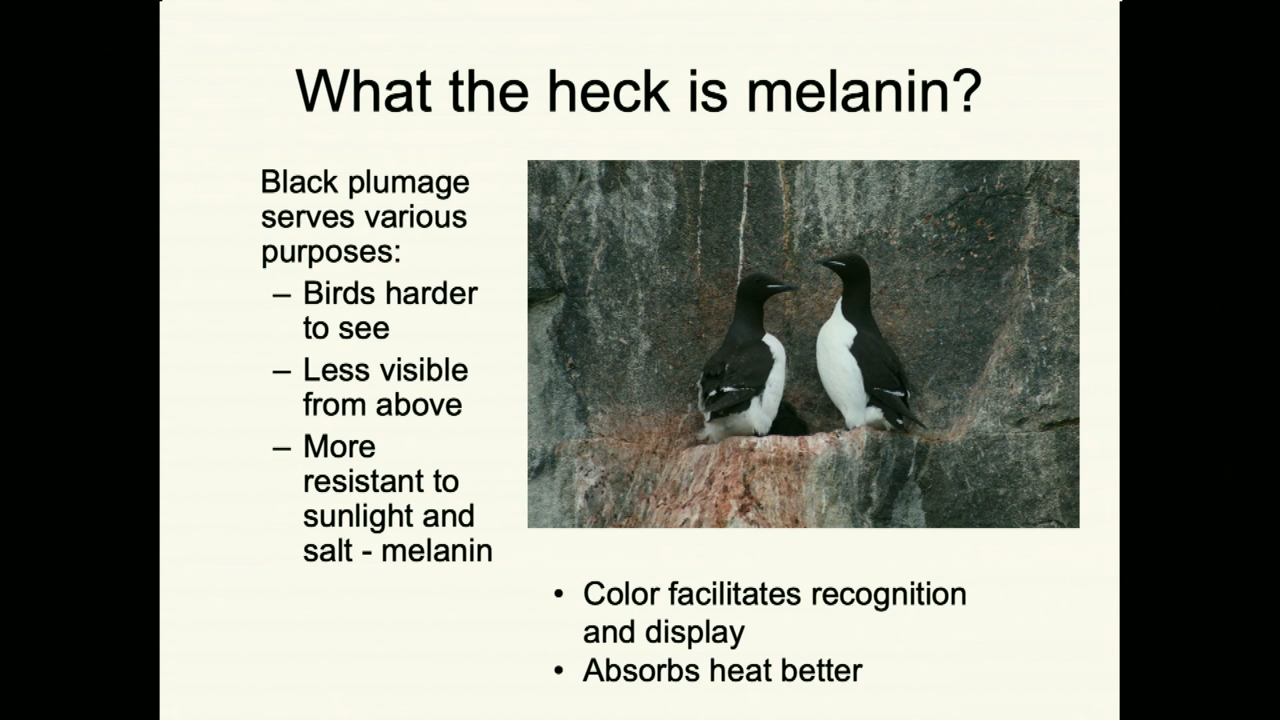 What the heck is melanin?
Black plumage
serves various
purposes:
– Birds harder
to see
– Less visible
from above
– More
resistant to
sunlight and
salt - melanin
• Color facilitates recognition
and display
• Absorbs heat better